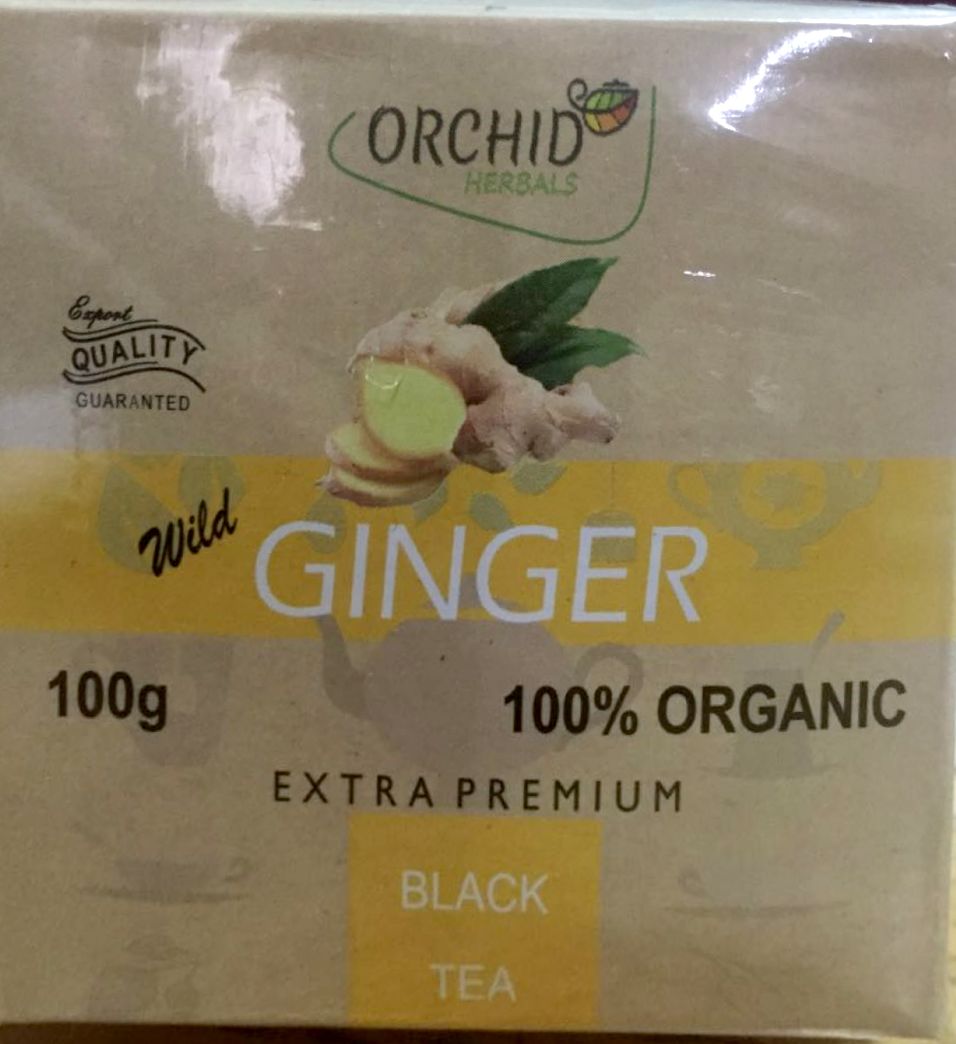 ORCHID
HERBALS
Export
QUALITY
GUARANTED
Wild
GINGER
100g
100% ORGANIC
EXTRA PREMIUM
BLACK
TEA